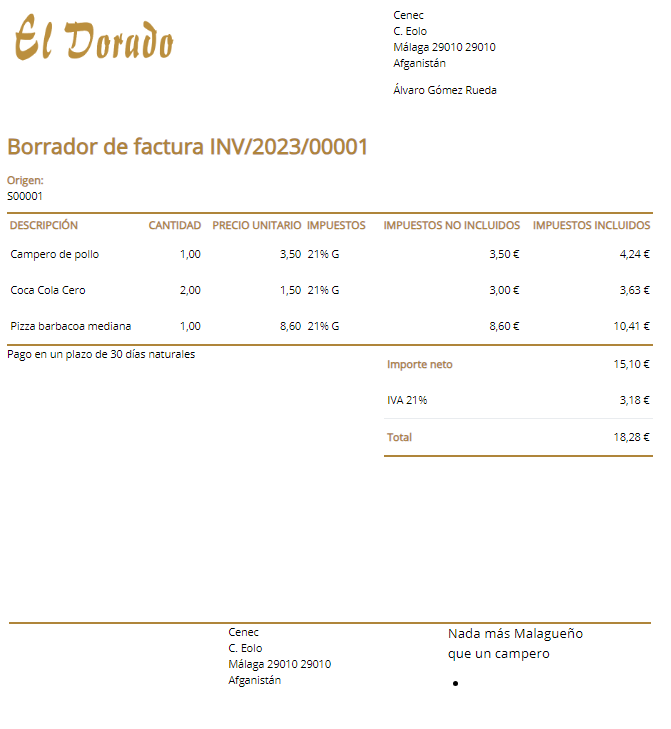 El Dorado
Cenec
C. Eolo
Málaga 29010 29010
Afganistán
Álvaro Gómez Rueda
Borrador de factura INV/2023/00001
Origen:
S00001
DESCRIPCIÓN CANTIDAD PRECIO UNITARIO IMPUESTOS IMPUESTOS NO INCLUIDOS IMPUESTOS INCLUIDOS
Campero de pollo 1,00 3,50 21% G 3,50 € 4,24 €
Coca Cola Cero 2,00 1,50 21% G 3,00 € 3,63 €
Pizza barbacoa mediana 1,00 8,60 21% G 8,60 € 10,41 €
Pago en un plazo de 30 días naturales
Importe neto 15,10 €
IVA 21% 3,18 €
Total 18,28 €
Cenec
C. Eolo
Málaga 29010 29010
Afganistán
Nada más Malagueño
que un campero